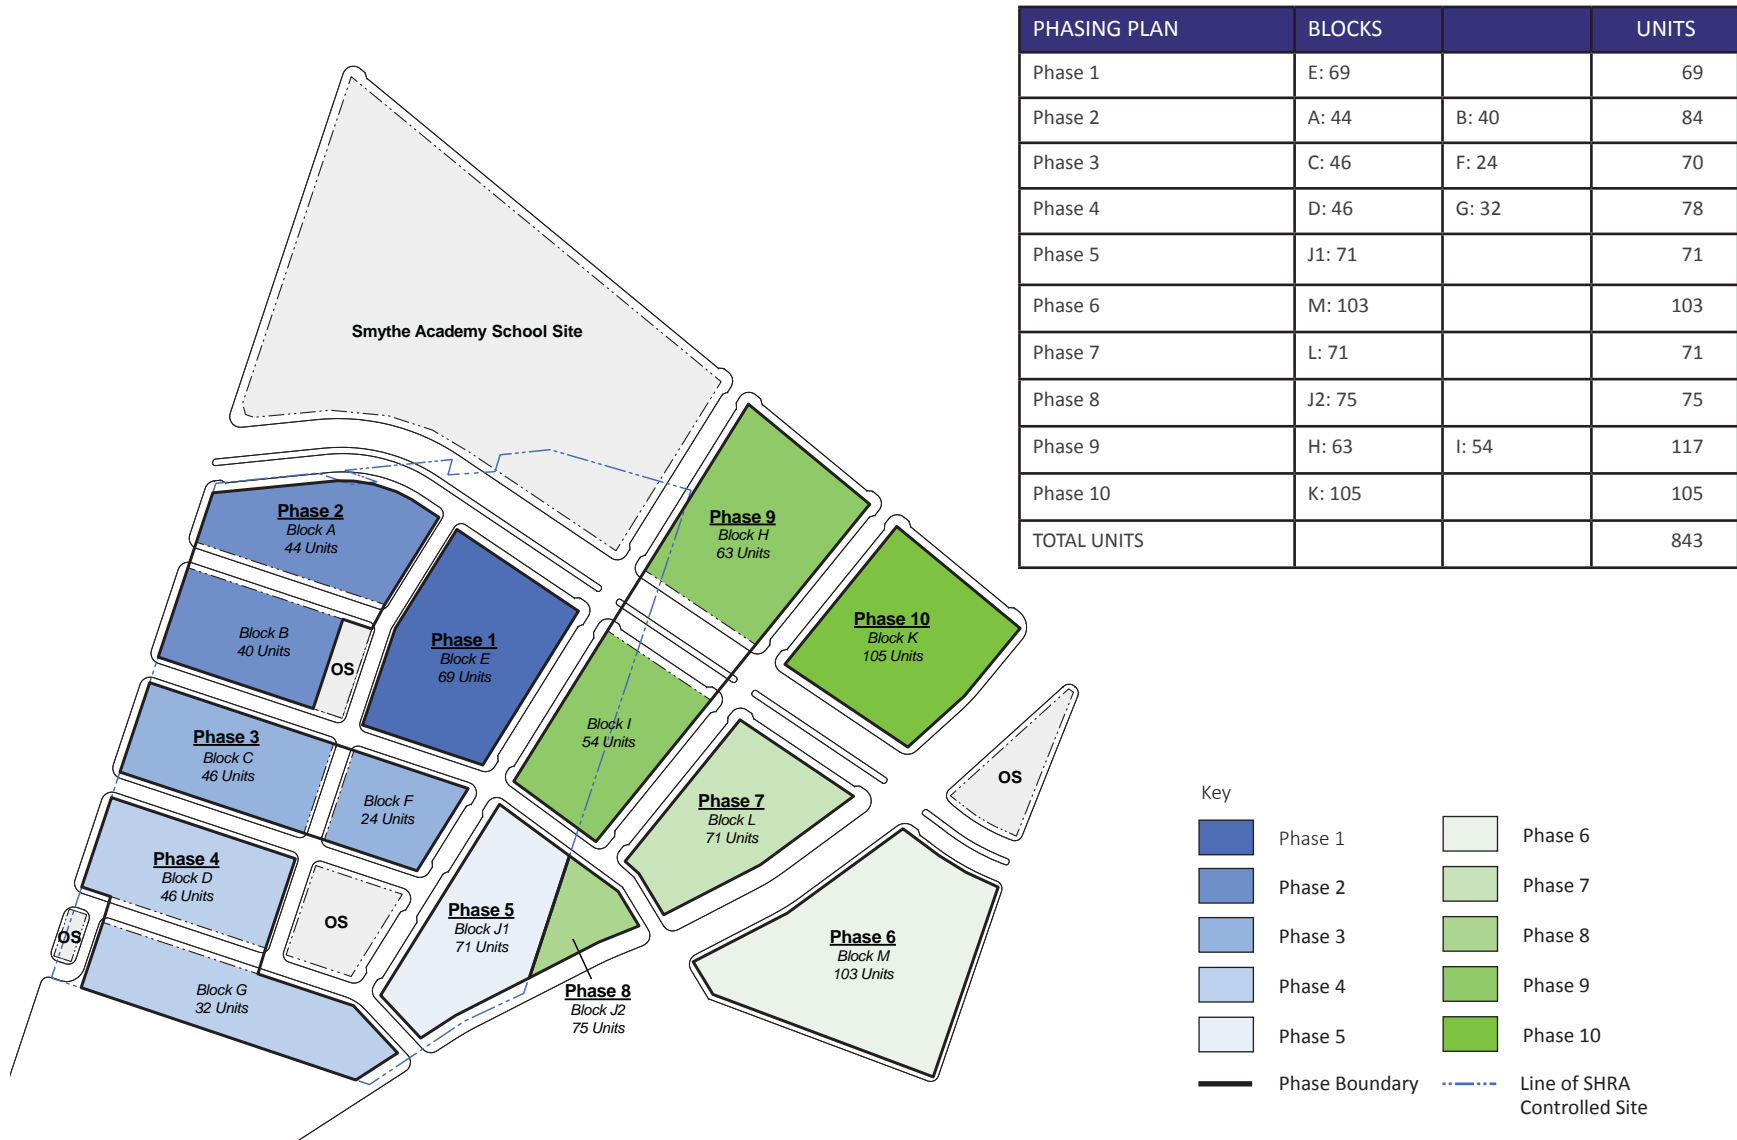 PHASING PLAN BLOCKS UNITS
Phase 1 E: 69 69
Phase 2 A: 44 B: 40 84
Phase 3 C: 46 F: 24 70
Phase 4 D: 46 G: 32 78
Phase 5 J1: 71 71
Phase 6 M: 103 103
Phase 7 L: 71 71
Phase 8 J2: 75 75
Phase 9 H: 63 I: 54 117
Phase 10 K: 105 105
TOTAL UNITS 843
Smythe Academy School Site
Phase 2
Block A
44 Units
Phase 9
Block H
63 Units
Phase 1
Block E
69 Units
Phase 10
Block K
105 Units
Block B
40 Units
OS
Phase 3
Block C
46 Units
Block I
54 Units
Block F
24 Units
Phase 7
Block L
71 Units
OS
Phase 4
Block D
46 Units
OS
OS
Phase 5
Block J1
71 Units
Phase 6
Block M
103 Units
Block G
32 Units
Phase 8
Block J2
75 Units
Key
Phase 1
Phase 2
Phase 3
Phase 4
Phase 5
Phase Boundary
Phase 6
Phase 7
Phase 8
Phase 9
Phase 10
Line of SHRA
Controlled Site